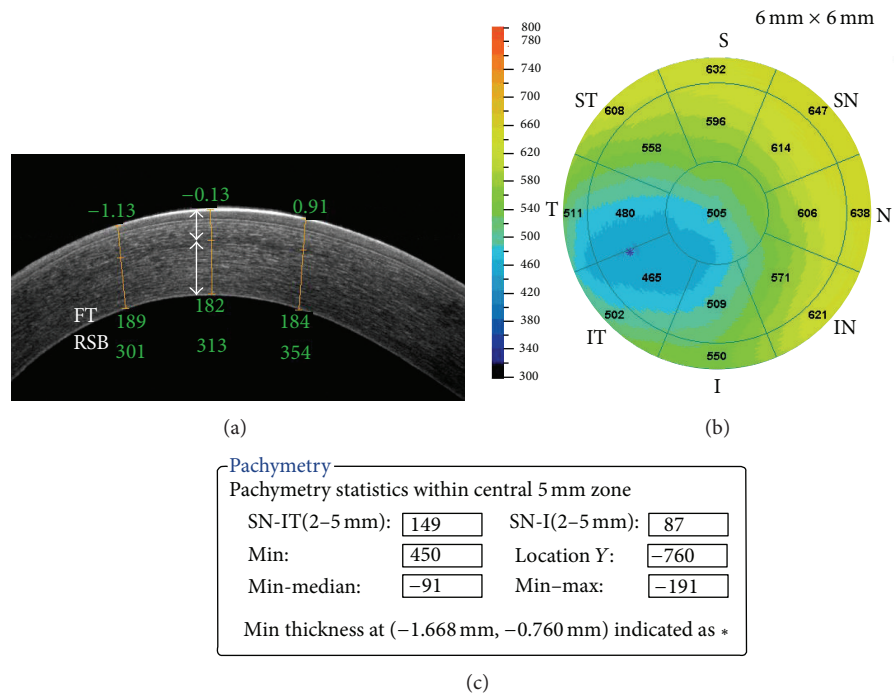 −1.13
−0.13
0.91
FT
RSB
189
182
184
301
313
354
(a)
6 mm × 6 mm
800
780
740
700
660
620
580
540
500
460
420
380
340
300
S
SN
N
IN
I
IT
T
ST
632
647
638
621
550
502
511
608
596
614
606
571
509
465
480
558
505
*
(b)
Pachymetry
Pachymetry statistics within central 5 mm zone
SN-IT(2–5 mm): 149 SN-I(2–5 mm): 87
Min: 450 Location Y: −760
Min-median: −91 Min–max: −191
Min thickness at (−1.668 mm, −0.760 mm) indicated as *
(c)